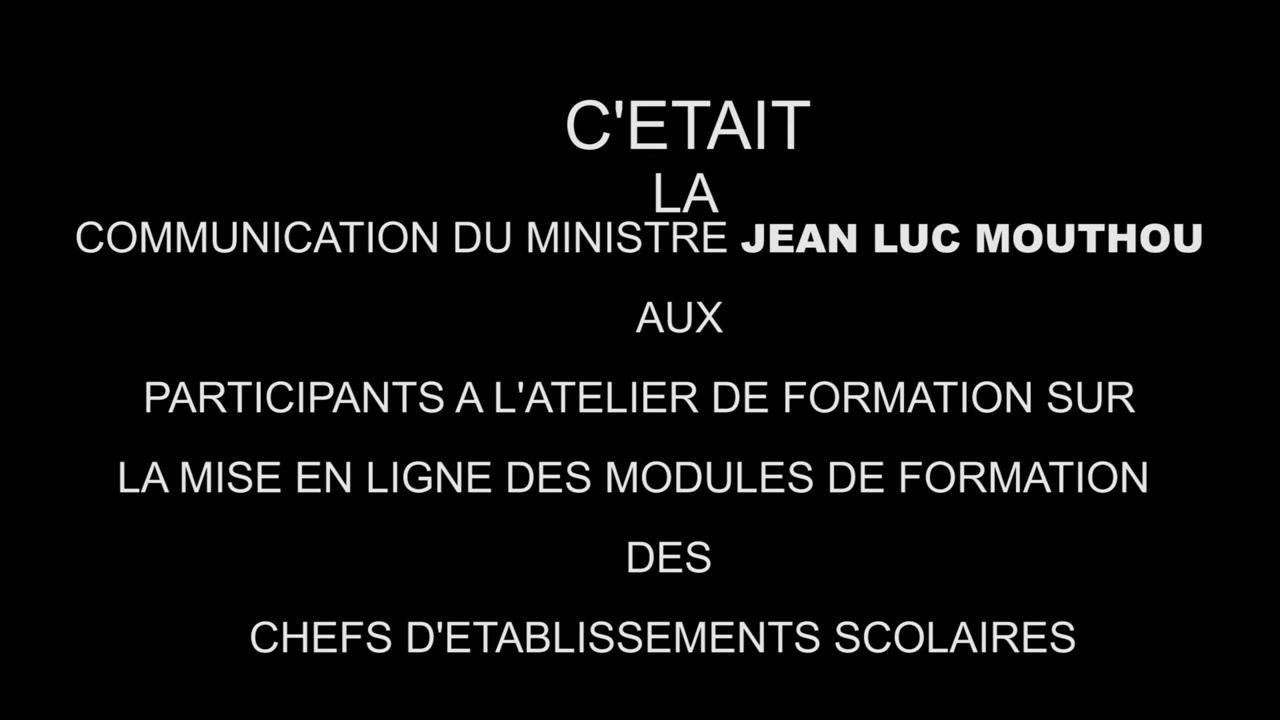 C'ETAIT
LA
COMMUNICATION DU MINISTRE JEAN LUC MOUTHOU
AUX
PARTICIPANTS A L'ATELIER DE FORMATION SUR
LA MISE EN LIGNE DES MODULES DE FORMATION
DES
CHEFS D'ETABLISSEMENTS SCOLAIRES